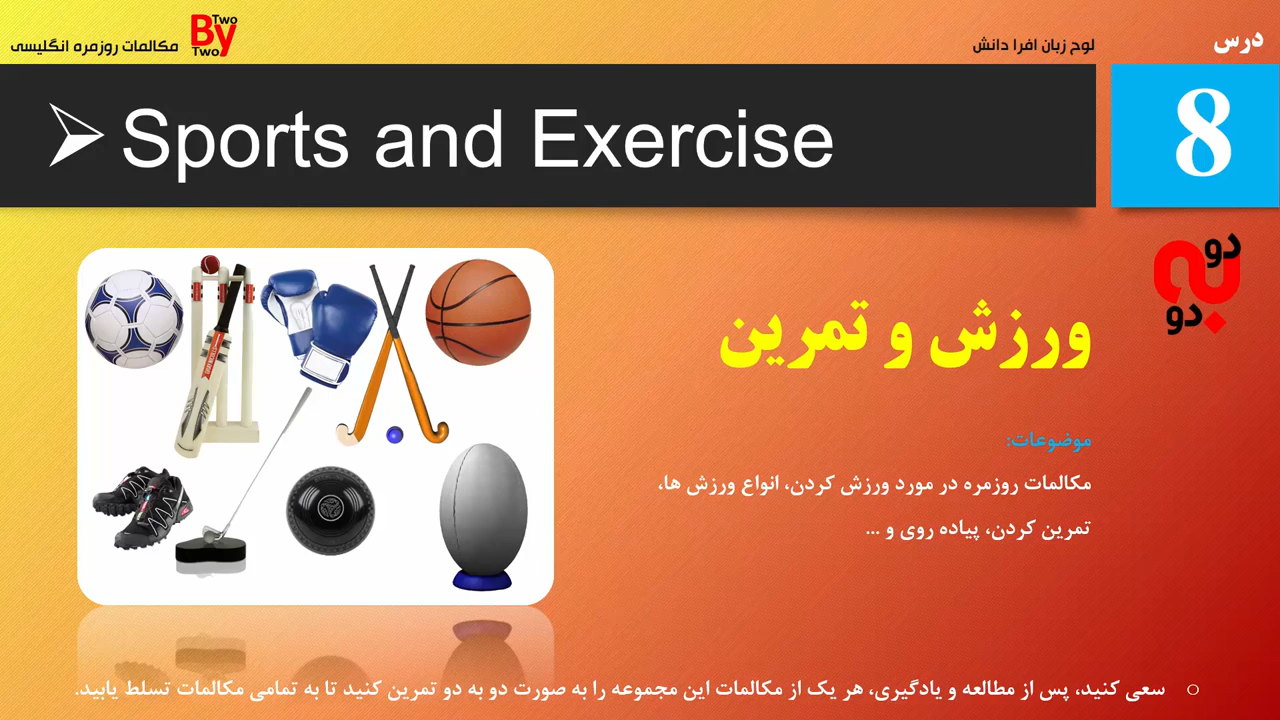 درس
لوح زبان افرا دانش
Two
By
Two
مکالمات روزمره انگلیسی
8
Sports and Exercise
دو
به
دو
ورزش و تمرین
موضوعات:
مکالمات روزمره در مورد ورزش کردن، انواع ورزش ها،
تمرین کردن، پیاده روی و ...
سعی کنید، پس از مطالعه و یادگیری، هر یک از مکالمات این مجموعه را به صورت دو به دو تمرین کنید تا به تمامی مکالمات تسلط یابید.